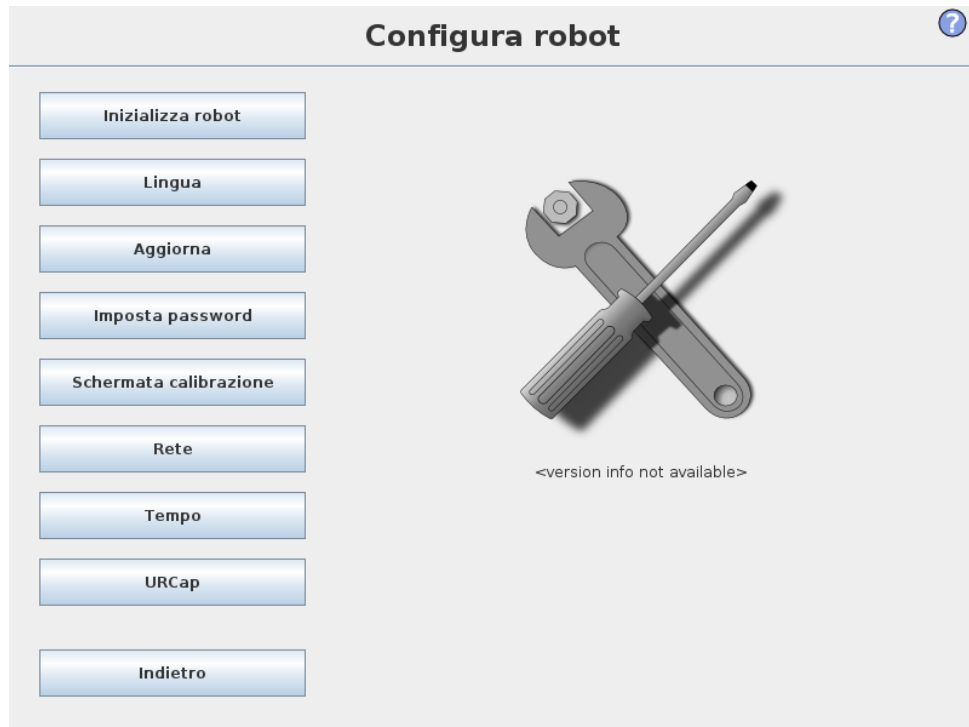 Configura robot
?
Inizializza robot
Lingua
Aggiorna
Imposta password
Schermata calibrazione
Rete
Tempo
URCap
Indietro
<version info not available>